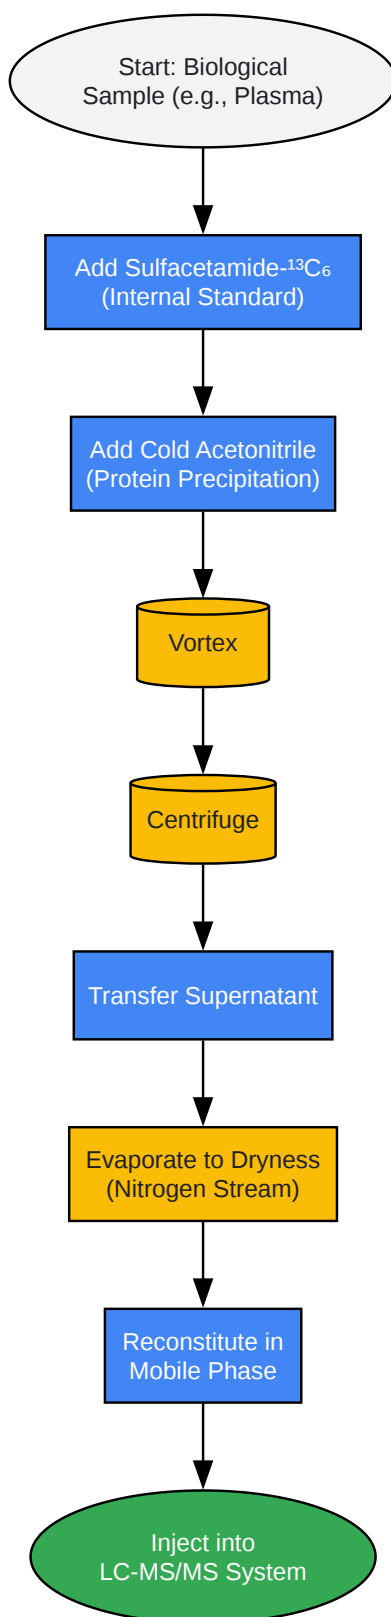 Start: Biological
Sample (e.g., Plasma)
Add Sulfacetamide-¹³C₆
(Internal Standard)
Add Cold Acetonitrile
(Protein Precipitation)
Vortex
Centrifuge
Transfer Supernatant
Evaporate to Dryness
(Nitrogen Stream)
Reconstitute in
Mobile Phase
Inject into
LC-MS/MS System